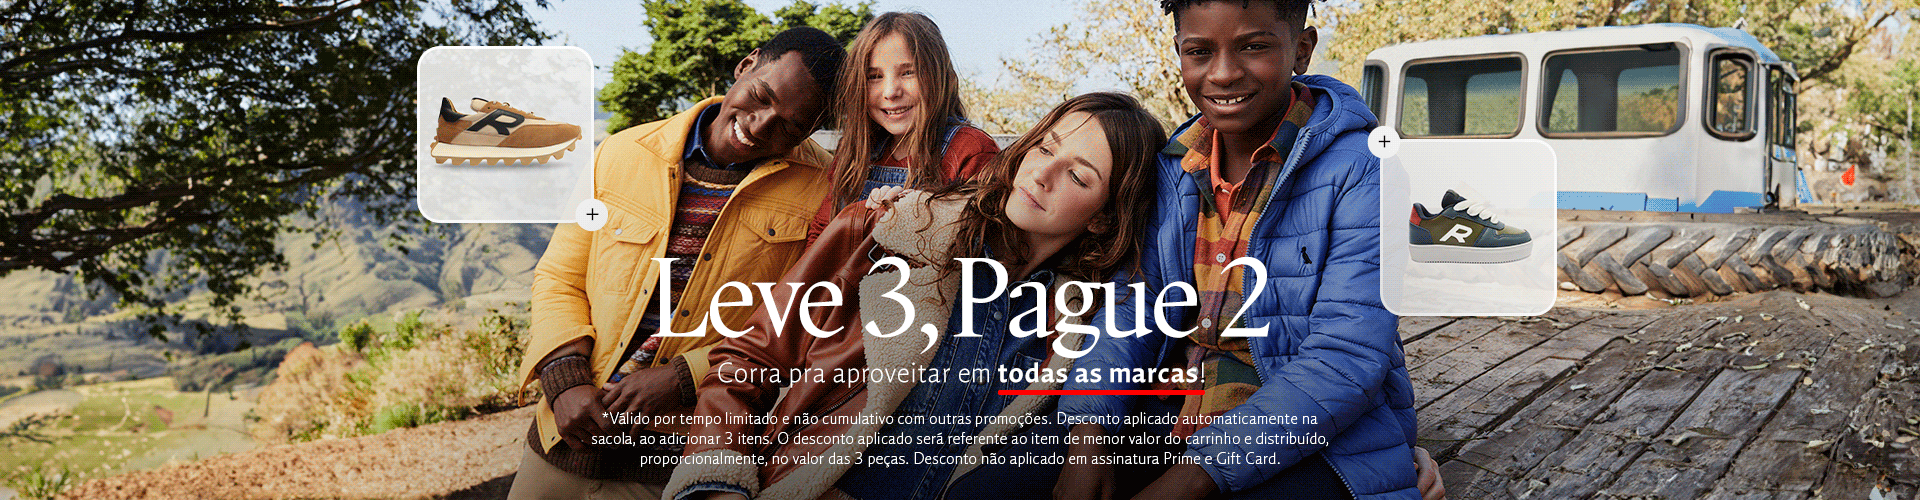 R
R
Leve 3, Pague 2
Corra pra aproveitar em todas as marcas!
*Válido por tempo limitado e não cumulativo com outras promoções. Desconto aplicado automaticamente na
sacola, ao adicionar 3 itens. O desconto aplicado será referente ao item de menor valor do carrinho e distribuído,
proporcionalmente, no valor das 3 peças. Desconto não aplicado em assinatura Prime e Gift Card.